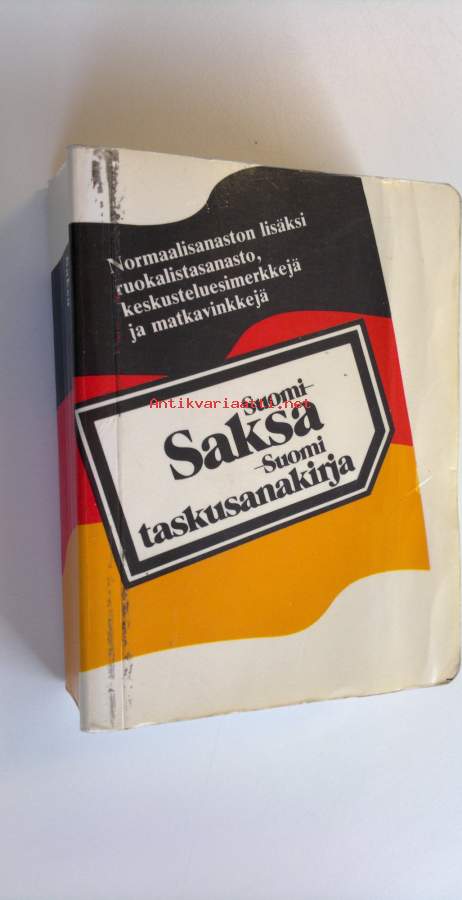 Normaalisanaston lisäksi
ruokalistasanasto,
keskusteluesimerkkejä
ja matkavinkkejä
Antikvariaatti.net
Suomi–
Saksa
–Suomi
taskusanakirja